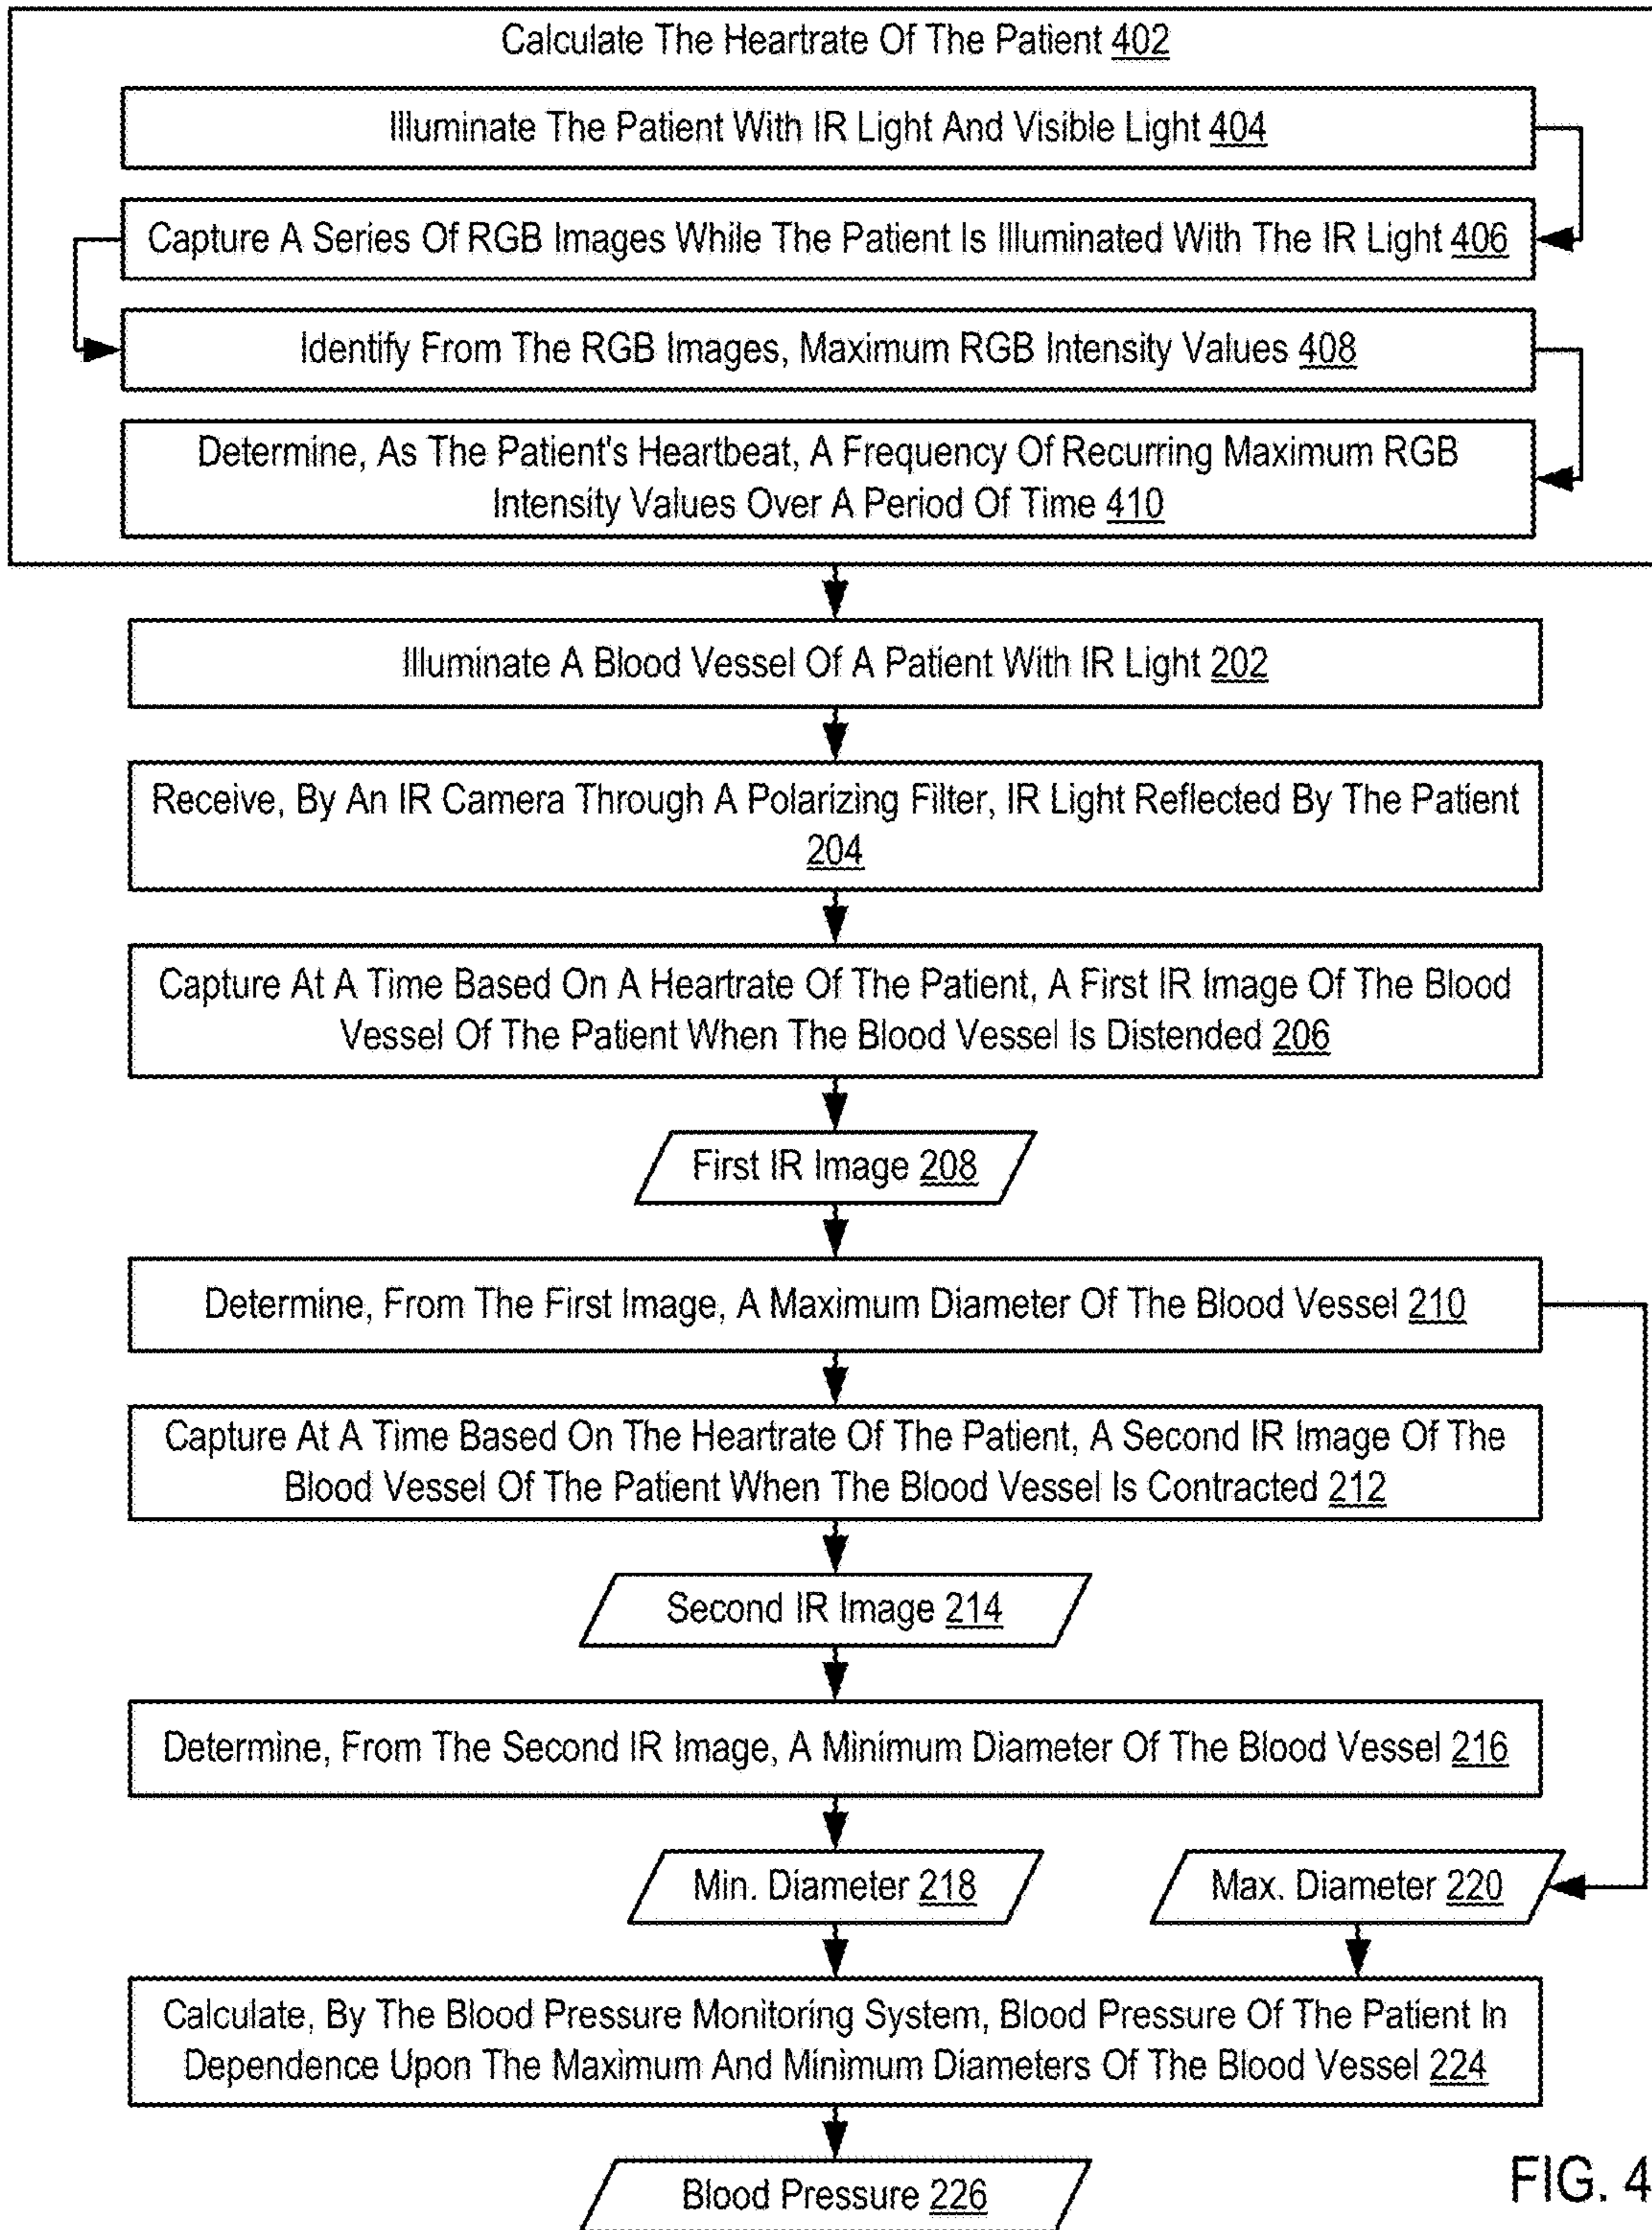 Calculate The Heartrate Of The Patient 402
Illuminate The Patient With IR Light And Visible Light 404
Capture A Series Of RGB Images While The Patient Is Illuminated With The IR Light 406
Identify From The RGB Images, Maximum RGB Intensity Values 408
Determine, As The Patient's Heartbeat, A Frequency Of Recurring Maximum RGB
Intensity Values Over A Period Of Time 410
Illuminate A Blood Vessel Of A Patient With IR Light 202
Receive, By An IR Camera Through A Polarizing Filter, IR Light Reflected By The Patient
204
Capture At A Time Based On A Heartrate Of The Patient, A First IR Image Of The Blood
Vessel Of The Patient When The Blood Vessel Is Distended 206
First IR Image 208
Determine, From The First Image, A Maximum Diameter Of The Blood Vessel 210
Capture At A Time Based On The Heartrate Of The Patient, A Second IR Image Of The
Blood Vessel Of The Patient When The Blood Vessel Is Contracted 212
Second IR Image 214
Determine, From The Second IR Image, A Minimum Diameter Of The Blood Vessel 216
Min. Diameter 218
Max. Diameter 220
Calculate, By The Blood Pressure Monitoring System, Blood Pressure Of The Patient In
Dependence Upon The Maximum And Minimum Diameters Of The Blood Vessel 224
Blood Pressure 226
FIG. 4